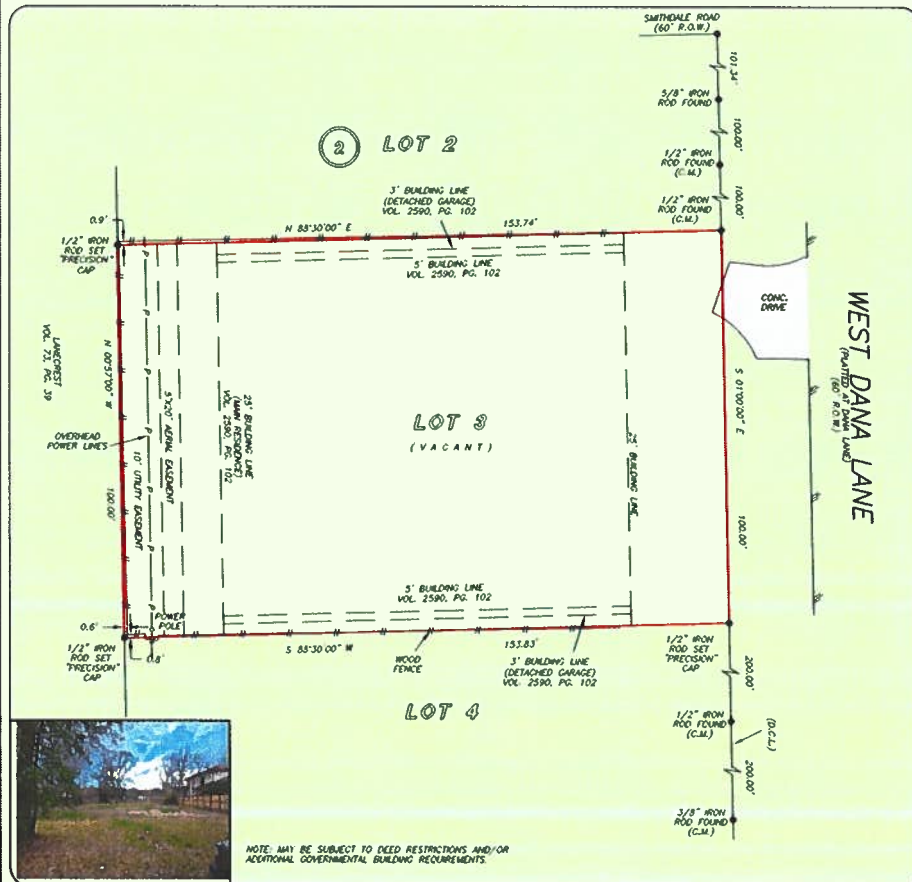 SMITHDALE ROAD
(60' R.O.W.)
101.34'
5/8" IRON
ROD FOUND
100.00'
1/2" IRON
ROD FOUND
(C.M.)
100.00'
1/2" IRON
ROD FOUND
(C.M.)
2
LOT 2
3' BUILDING LINE
(DETACHED GARAGE)
VOL. 2590, PG. 102
0.9'
1/2" IRON
ROD SET
"PRECISION"
CAP
N 88°30'00" E
153.74'
5' BUILDING LINE
VOL. 2590, PG. 102
CONC.
DRIVE
WEST DANA LANE
(PLATTED AT DANA LANE)
(60' R.O.W.)
LANECREST
VOL. 73, PG. 39
N 00°57'00" W
100.00'
OVERHEAD
POWER LINES
P
P
P
P
P
P
P
10' UTILITY EASEMENT
5'X20' AERIAL EASEMENT
25' BUILDING LINE
(MAIN RESIDENCE)
VOL. 2590, PG. 102
LOT 3
(VACANT)
25' BUILDING LINE
S 01°00'00" E
100.00'
5' BUILDING LINE
VOL. 2590, PG. 102
POWER
POLE
0.6'
0.8'
1/2" IRON
ROD SET
"PRECISION"
CAP
S 88°30'00" W
WOOD
FENCE
153.83'
3' BUILDING LINE
(DETACHED GARAGE)
VOL. 2590, PG. 102
1/2" IRON
ROD SET
"PRECISION"
CAP
LOT 4
200.00'
1/2" IRON
ROD FOUND
(C.M.)
(D.C.L.)
200.00'
3/8" IRON
ROD FOUND
(C.M.)
NOTE: MAY BE SUBJECT TO DEED RESTRICTIONS AND/OR
ADDITIONAL GOVERNMENTAL BUILDING REQUIREMENTS.